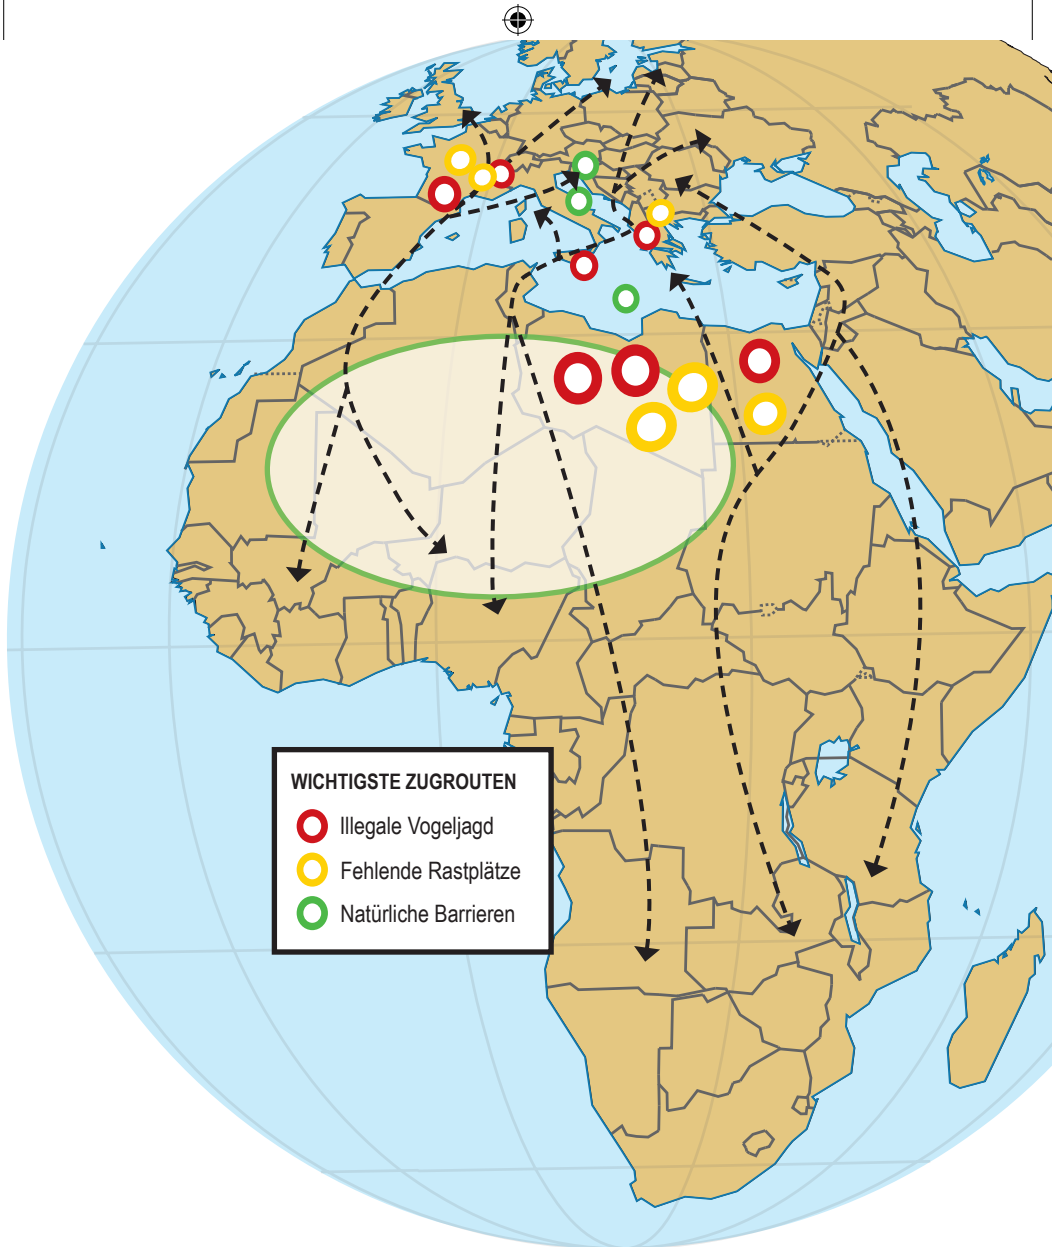 WICHTIGSTE ZUGROUTEN
Illegale Vogeljagd
Fehlende Rastplätze
Natürliche Barrieren